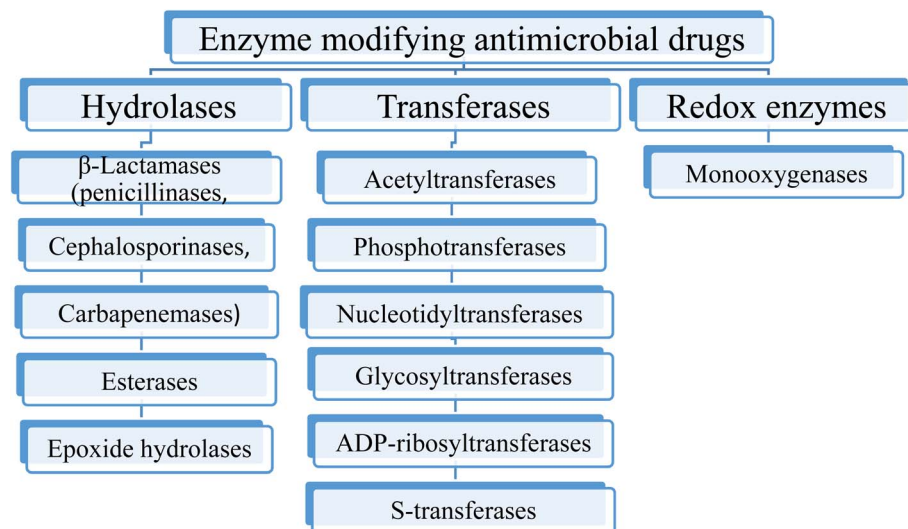 Enzyme modifying antimicrobial drugs
Hydrolases
β-Lactamases
(penicillinases,
Cephalosporinases,
Carbapenemases)
Esterases
Epoxide hydrolases
Transferases
Acetyltransferases
Phosphotransferases
Nucleotidyltransferases
Glycosyltransferases
ADP-ribosyltransferases
S-transferases
Redox enzymes
Monooxygenases